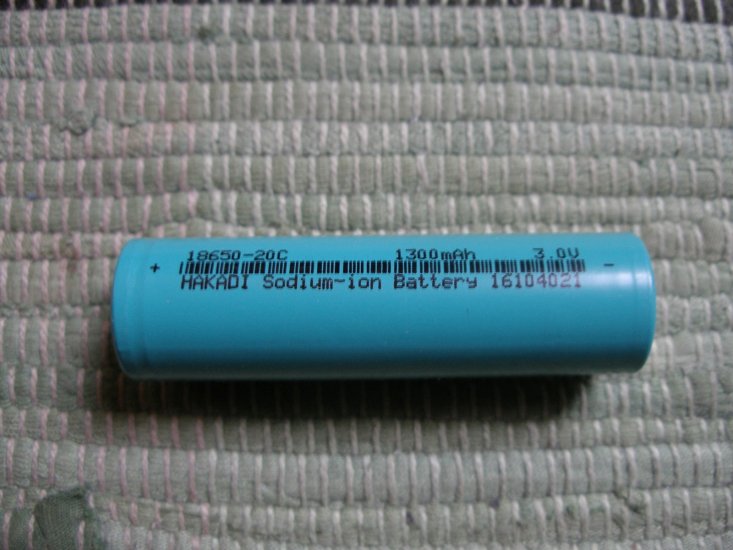 18650-20C 1300mAh 3.0V
+ -
HAKADI Sodium-ion Battery 16104021